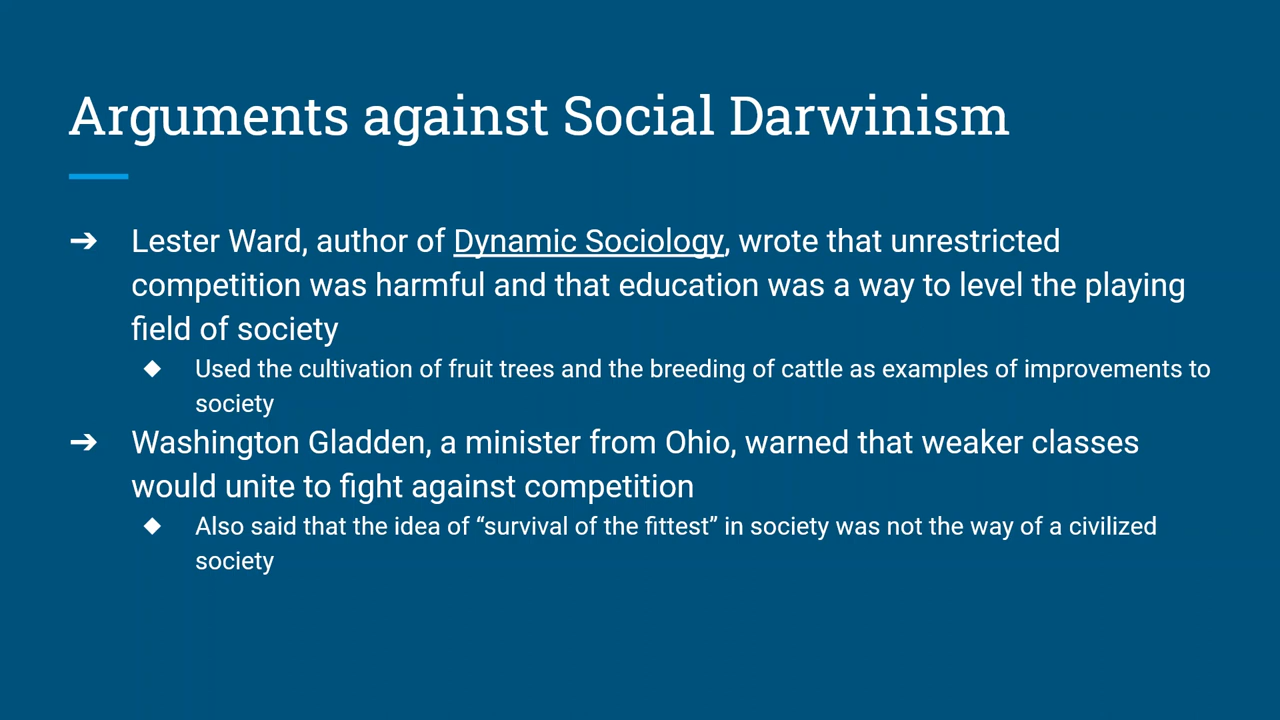 Arguments against Social Darwinism
➔ Lester Ward, author of Dynamic Sociology, wrote that unrestricted
competition was harmful and that education was a way to level the playing
field of society
◆ Used the cultivation of fruit trees and the breeding of cattle as examples of improvements to
society
➔ Washington Gladden, a minister from Ohio, warned that weaker classes
would unite to fight against competition
◆ Also said that the idea of “survival of the fittest” in society was not the way of a civilized
society